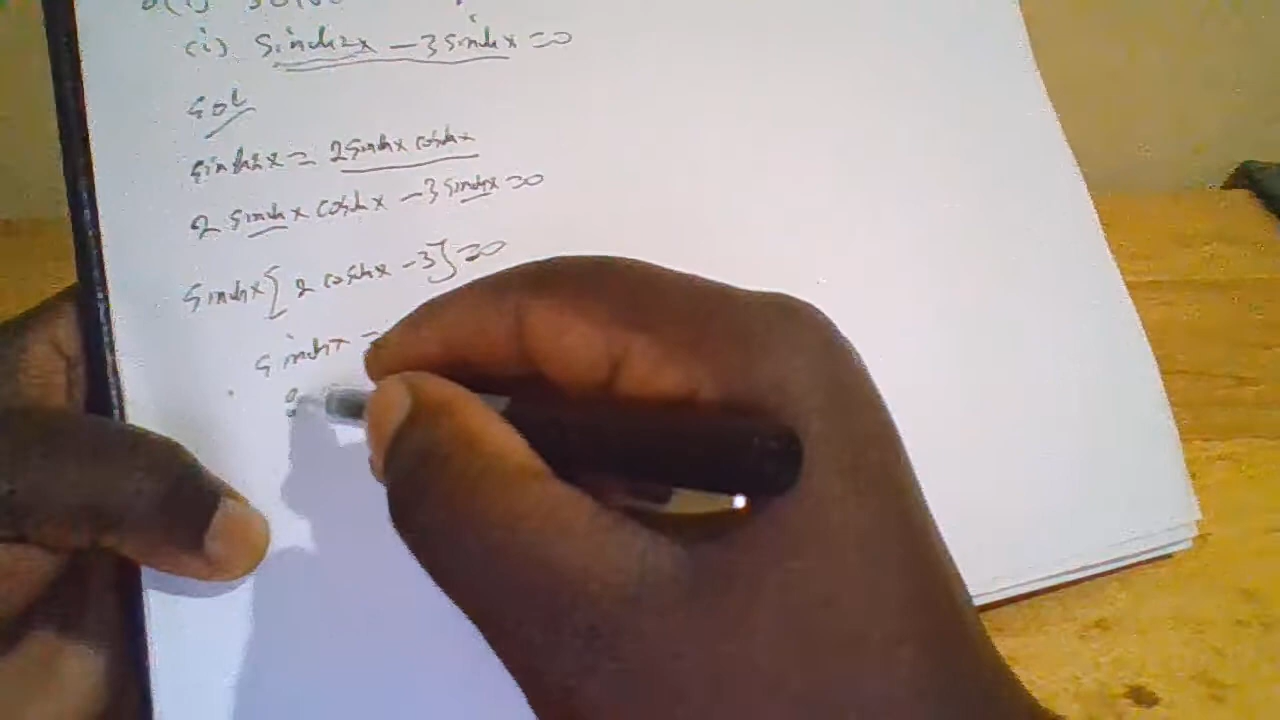 (i) sinh2x - 3sinhx = 0
Sol
sinh2x = 2sinhx coshx
2 sinhx coshx - 3 sinhx = 0
sinhx[ 2 coshx - 3] = 0
sinhx =
2